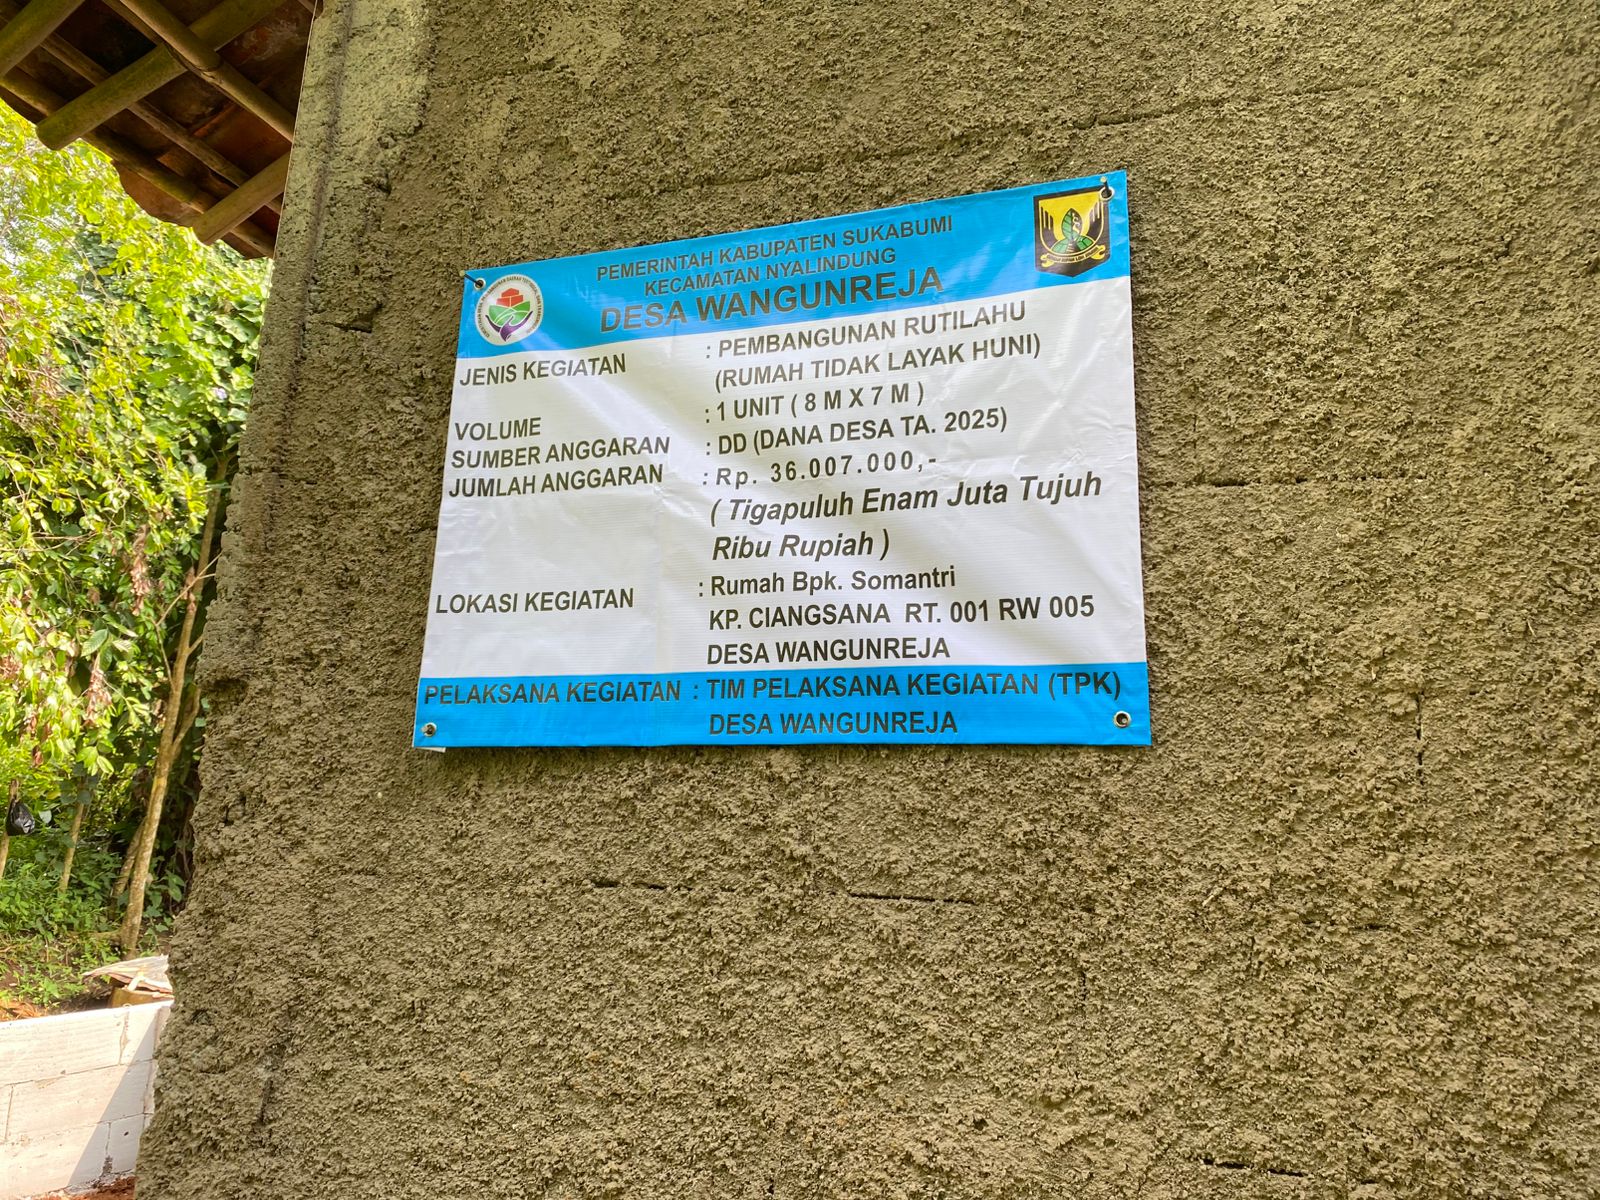 PEMERINTAH KABUPATEN SUKABUMI
KECAMATAN NYALINDUNG
DESA WANGUNREJA
JENIS KEGIATAN : PEMBANGUNAN RUTILAHU
(RUMAH TIDAK LAYAK HUNI)
VOLUME : 1 UNIT ( 8 M X 7 M )
SUMBER ANGGARAN : DD (DANA DESA TA. 2025)
JUMLAH ANGGARAN : Rp. 36.007.000,-
( Tigapuluh Enam Juta Tujuh
Ribu Rupiah )
LOKASI KEGIATAN : Rumah Bpk. Somantri
KP. CIANGSANA RT. 001 RW 005
DESA WANGUNREJA
PELAKSANA KEGIATAN : TIM PELAKSANA KEGIATAN (TPK)
DESA WANGUNREJA